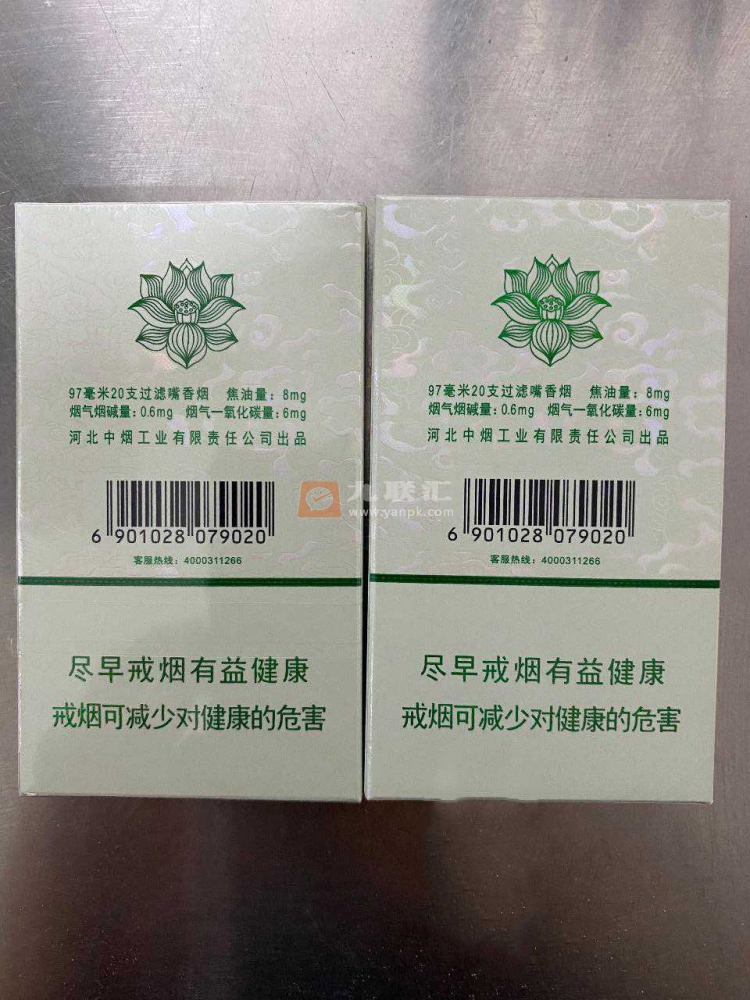 97毫米20支过滤嘴香烟 焦油量：8mg
烟气烟碱量：0.6mg 烟气一氧化碳量：6mg
河北中烟工业有限责任公司出品
6 901028 079020
客服热线：4000311266
尽早戒烟有益健康
戒烟可减少对健康的危害
97毫米20支过滤嘴香烟 焦油量：8mg
烟气烟碱量：0.6mg 烟气一氧化碳量：6mg
河北中烟工业有限责任公司出品
6 901028 079020
客服热线：4000311266
尽早戒烟有益健康
戒烟可减少对健康的危害
九联汇
www.yanpk.com